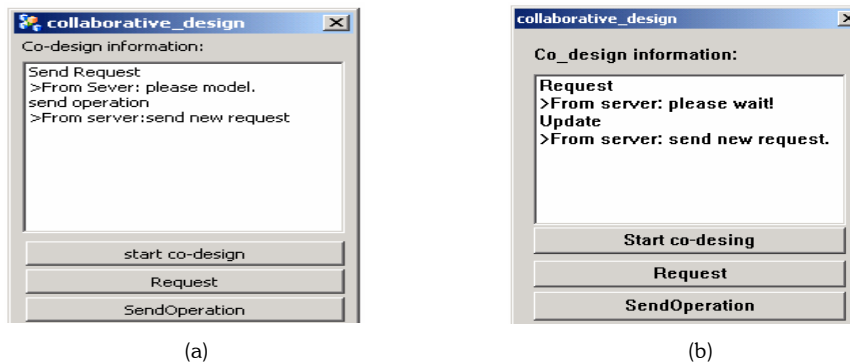 collaborative_design
Co-design information:
Send Request
>From Sever: please model.
send operation
>From server:send new request
start co-design
Request
SendOperation
(a)
collaborative_design
Co_design information:
Request
>From server: please wait!
Update
>From server: send new request.
Start co-desing
Request
SendOperation
(b)